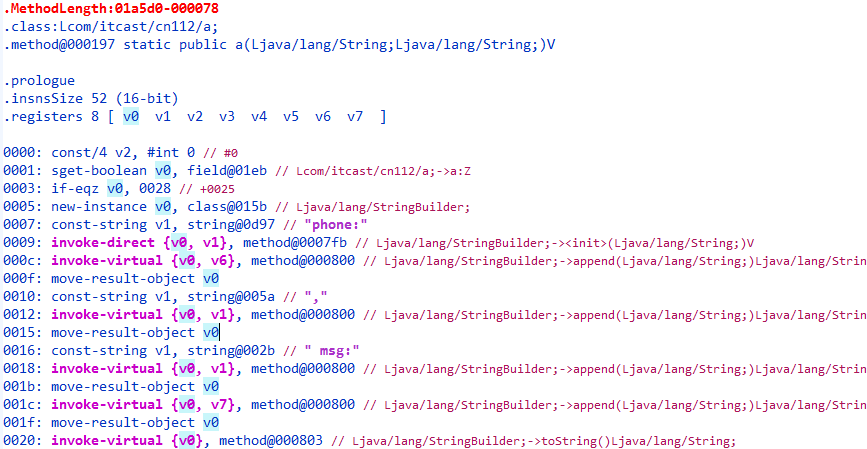 .MethodLength:01a5d0-000078
.class:Lcom/itcast/cn112/a;
.method@000197 static public a(Ljava/lang/String;Ljava/lang/String;)V
.prologue
.insnsSize 52 (16-bit)
.registers 8 [ v0 v1 v2 v3 v4 v5 v6 v7 ]
0000: const/4 v2, #int 0 // #0
0001: sget-boolean v0, field@01eb // Lcom/itcast/cn112/a;->a:Z
0003: if-eqz v0, 0028 // +0025
0005: new-instance v0, class@015b // Ljava/lang/StringBuilder;
0007: const-string v1, string@0d97 // "phone:"
0009: invoke-direct {v0, v1}, method@0007fb // Ljava/lang/StringBuilder;-><init>(Ljava/lang/String;)V
000c: invoke-virtual {v0, v6}, method@000800 // Ljava/lang/StringBuilder;->append(Ljava/lang/String;)Ljava/lang/Strin
000f: move-result-object v0
0010: const-string v1, string@005a // ","
0012: invoke-virtual {v0, v1}, method@000800 // Ljava/lang/StringBuilder;->append(Ljava/lang/String;)Ljava/lang/Strin
0015: move-result-object v0
0016: const-string v1, string@002b // " msg:"
0018: invoke-virtual {v0, v1}, method@000800 // Ljava/lang/StringBuilder;->append(Ljava/lang/String;)Ljava/lang/Strin
001b: move-result-object v0
001c: invoke-virtual {v0, v7}, method@000800 // Ljava/lang/StringBuilder;->append(Ljava/lang/String;)Ljava/lang/Strin
001f: move-result-object v0
0020: invoke-virtual {v0}, method@000803 // Ljava/lang/StringBuilder;->toString()Ljava/lang/String;